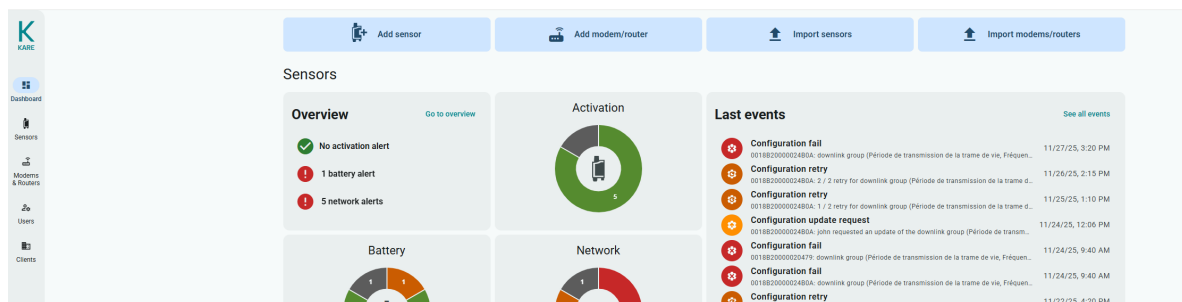 KARE
Dashboard
Sensors
Modems
& Routers
Users
Clients
Add sensor
Add modem/router
Import sensors
Import modems/routers
Sensors
Overview
Go to overview
No activation alert
1 battery alert
5 network alerts
Activation
5
Battery
1
1
Network
1
Last events
See all events
Configuration fail
0018B20000024B0A: downlink group (Période de transmission de la trame de vie, Fréquen...
11/27/25, 3:20 PM
Configuration retry
0018B20000024B0A: 2 / 2 retry for downlink group (Période de transmission de la trame d...
11/26/25, 2:15 PM
Configuration retry
0018B20000024B0A: 1 / 2 retry for downlink group (Période de transmission de la trame d...
11/25/25, 1:10 PM
Configuration update request
0018B20000024B0A: john requested an update of the downlink group (Période de transm...
11/24/25, 12:06 PM
Configuration fail
0018B20000020479: downlink group (Période de transmission de la trame de vie, Fréquen...
11/24/25, 9:40 AM
Configuration fail
0018B20000024B0A: downlink group (Période de transmission de la trame de vie, Fréquen...
11/24/25, 9:40 AM
Configuration retry
11/22/25, 4:20 PM